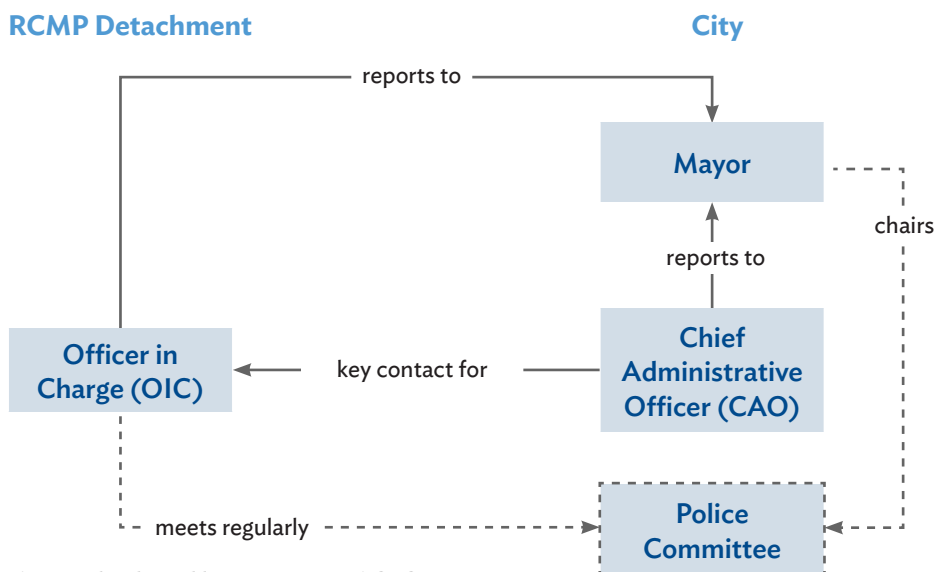 RCMP Detachment
City
reports to
Mayor
chairs
reports to
Officer in
Charge (OIC)
key contact for
Chief
Administrative
Officer (CAO)
meets regularly
Police
Committee